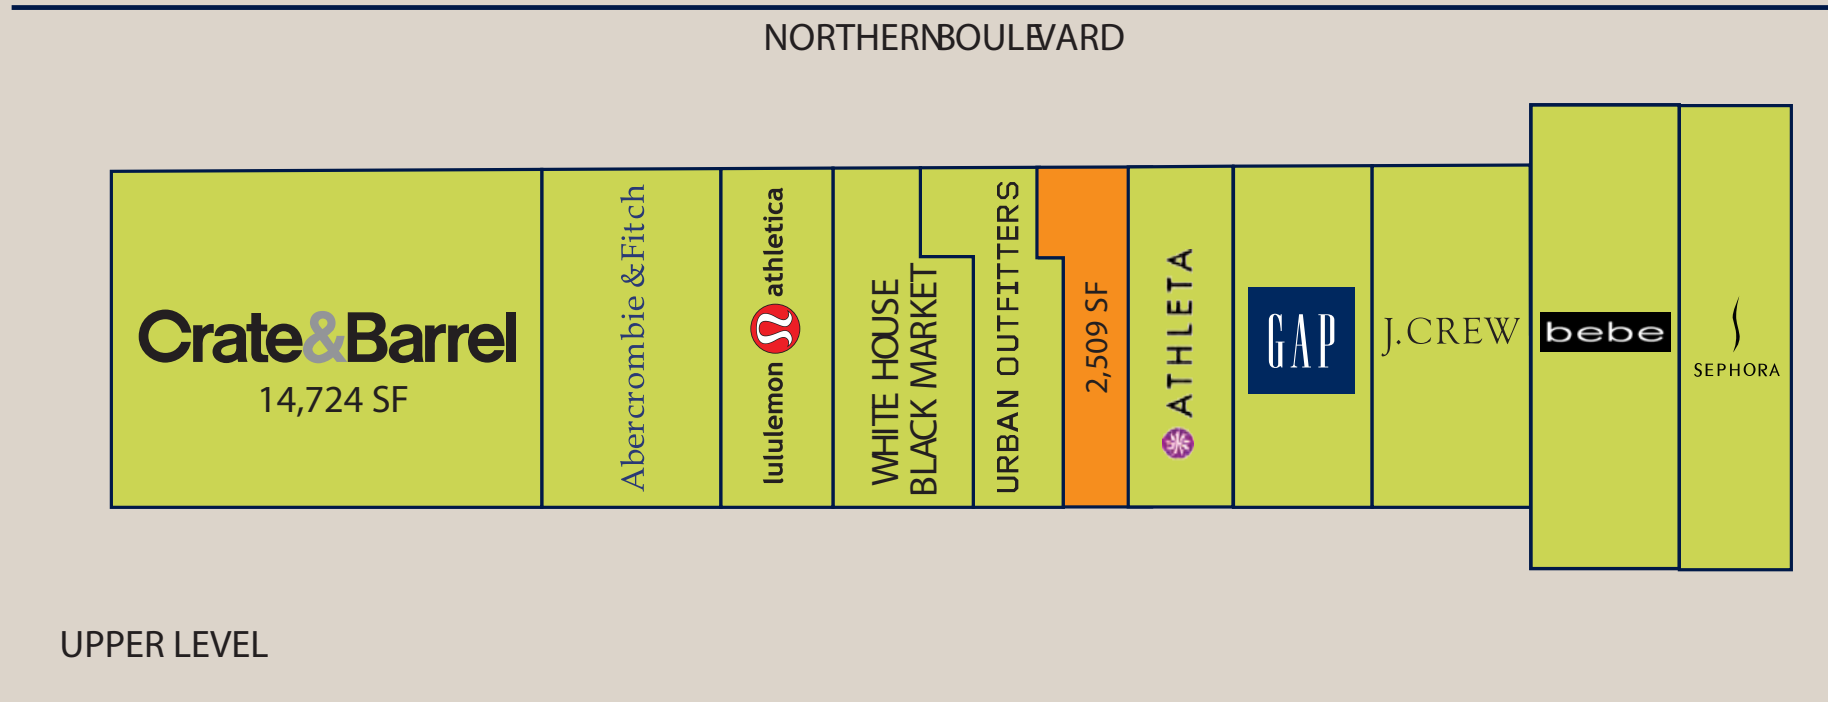 NORTHERN BOULEVARD
Crate&Barrel
14,724 SF
Abercrombie & Fitch
lululemon athletica
WHITE HOUSE
BLACK MARKET
URBAN OUTFITTERS
2,509 SF
ATHLETA
GAP
J.CREW
bebe
SEPHORA
UPPER LEVEL